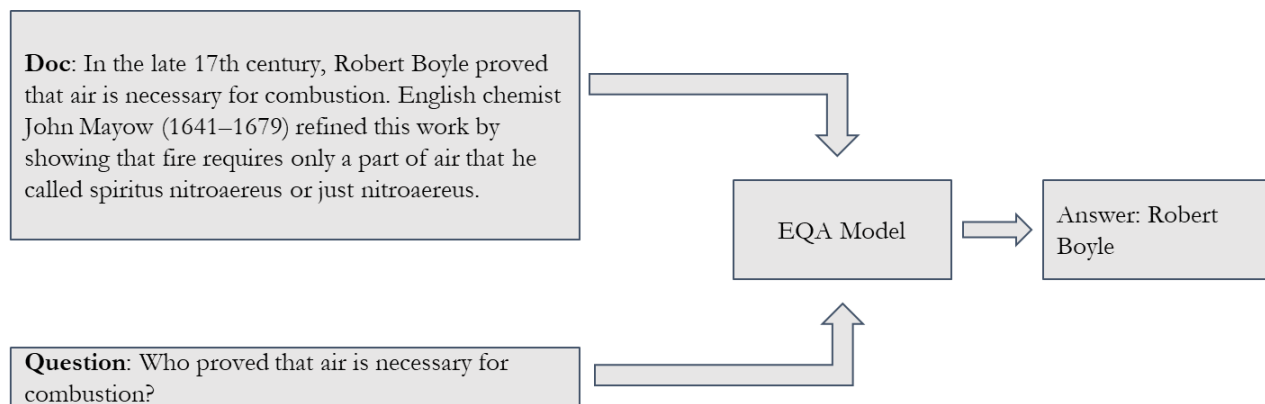 Doc: In the late 17th century, Robert Boyle proved
that air is necessary for combustion. English chemist
John Mayow (1641–1679) refined this work by
showing that fire requires only a part of air that he
called spiritus nitroaereus or just nitroaereus.
EQA Model
Answer: Robert
Boyle
Question: Who proved that air is necessary for
combustion?